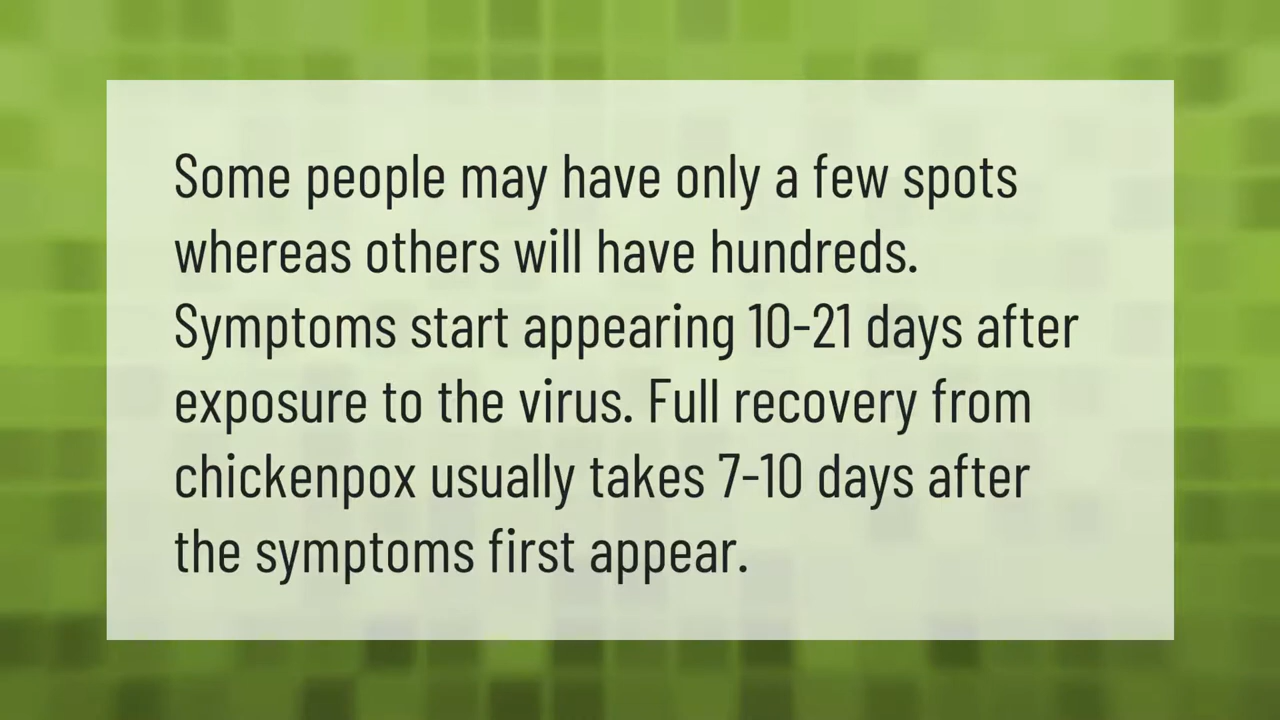 Some people may have only a few spots
whereas others will have hundreds.
Symptoms start appearing 10-21 days after
exposure to the virus. Full recovery from
chickenpox usually takes 7-10 days after
the symptoms first appear.